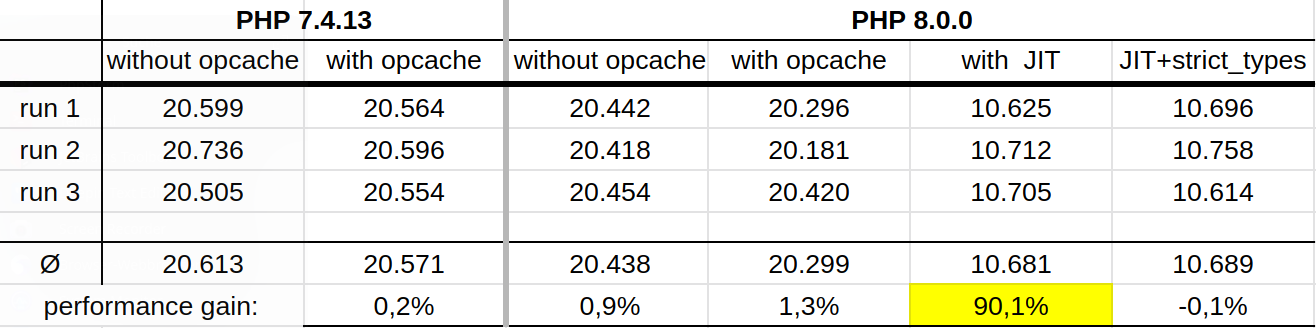 PHP 7.4.13 PHP 8.0.0
without opcache with opcache without opcache with opcache with  JIT JIT+strict_types
run 1 20.599 20.564 20.442 20.296 10.625 10.696
run 2 20.736 20.596 20.418 20.181 10.712 10.758
run 3 20.505 20.554 20.454 20.420 10.705 10.614
Ø 20.613 20.571 20.438 20.299 10.681 10.689
performance gain: 0,2% 0,9% 1,3% 90,1% -0,1%